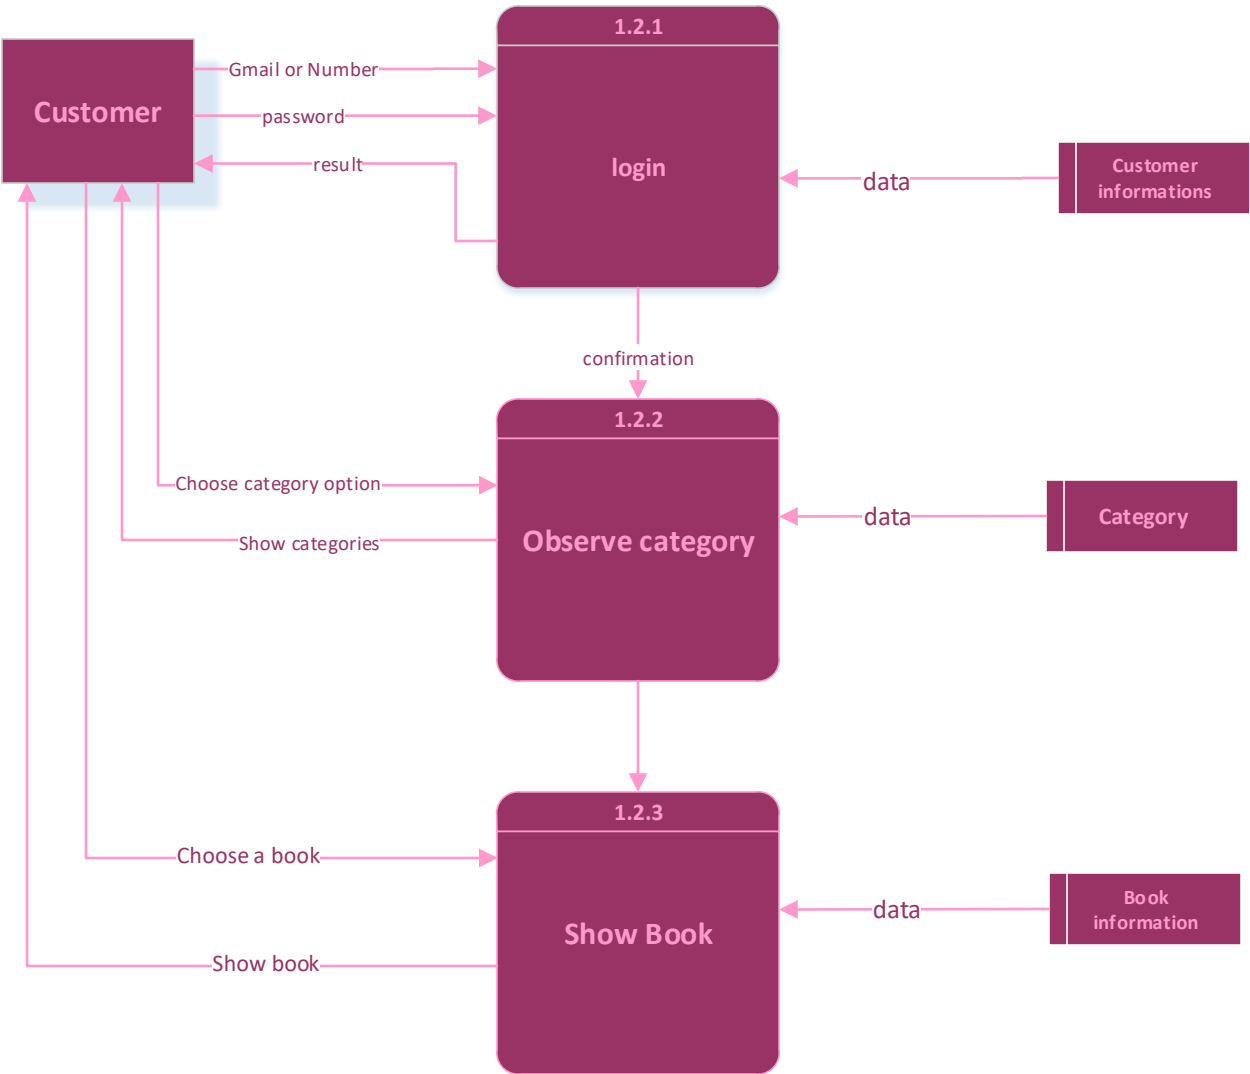 1.2.1
Customer
Gmail or Number
password
result
login
data
Customer
informations
confirmation
1.2.2
Choose category option
Show categories
Observe category
data
Category
1.2.3
Choose a book
Show book
Show Book
data
Book
information